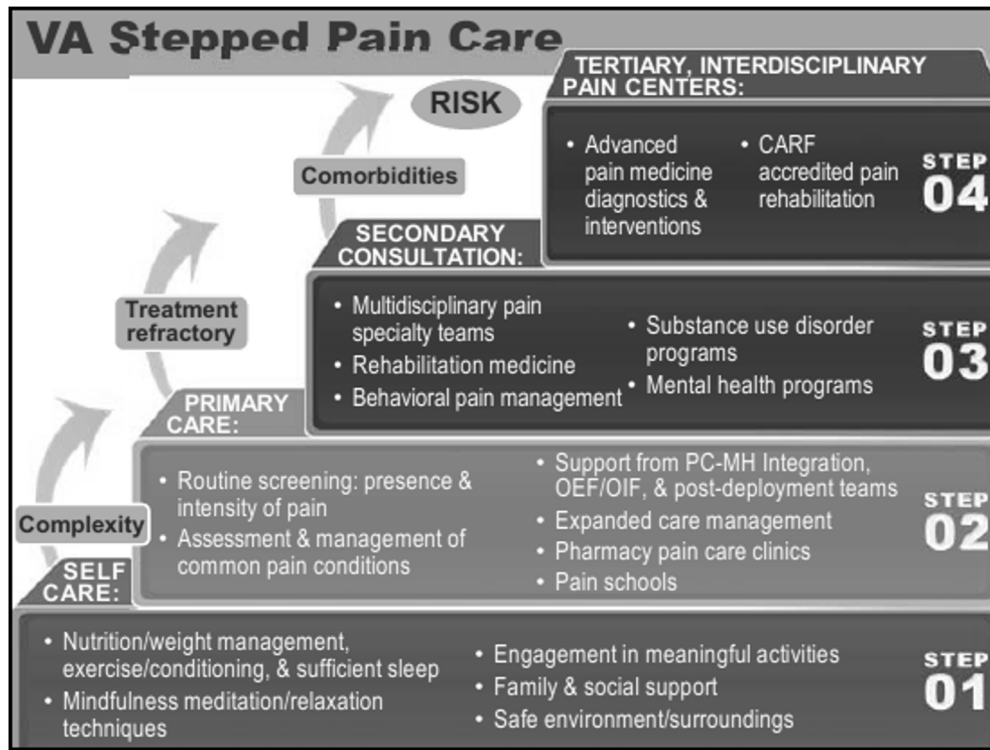 VA Stepped Pain Care
RISK
TERTIARY, INTERDISCIPLINARY
PAIN CENTERS:
• Advanced
pain medicine
diagnostics &
interventions
• CARF
accredited pain
rehabilitation
STEP
04
Comorbidities
SECONDARY
CONSULTATION:
• Multidisciplinary pain
specialty teams
• Rehabilitation medicine
• Behavioral pain management
• Substance use disorder
programs
• Mental health programs
STEP
03
Treatment
refractory
PRIMARY
CARE:
• Routine screening: presence &
intensity of pain
• Assessment & management of
common pain conditions
• Support from PC-MH Integration,
OEF/OIF, & post-deployment teams
• Expanded care management
• Pharmacy pain care clinics
• Pain schools
STEP
02
Complexity
SELF
CARE:
• Nutrition/weight management,
exercise/conditioning, & sufficient sleep
• Mindfulness meditation/relaxation
techniques
• Engagement in meaningful activities
• Family & social support
• Safe environment/surroundings
STEP
01